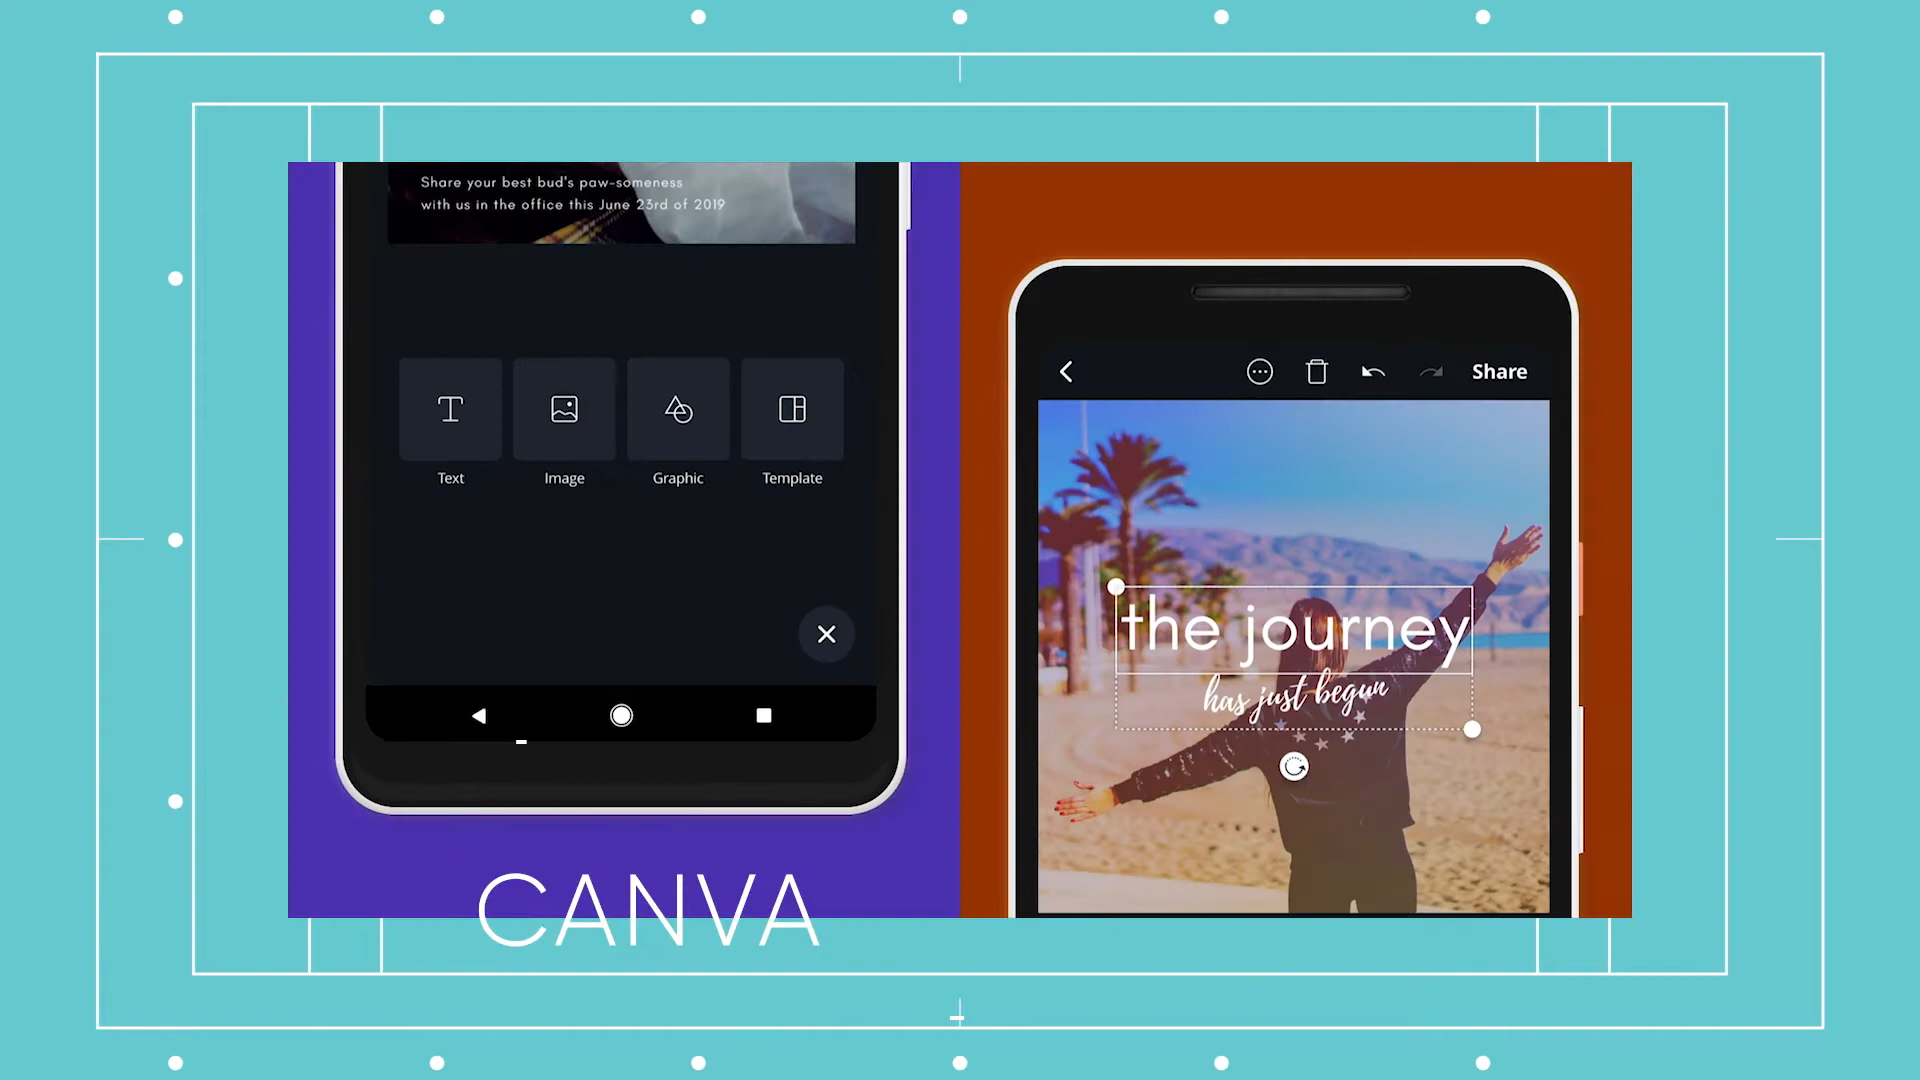 Share your best bud's paw-someness
with us in the office this June 23rd of 2019
Text
Image
Graphic
Template
Share
the journey
has just begun
CANVA